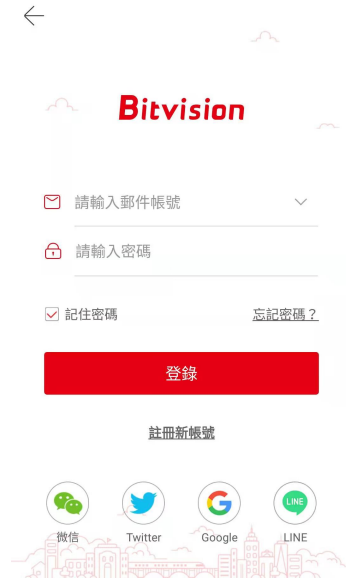 Bitvision
請輸入郵件帳號
請輸入密碼
記住密碼
忘記密碼？
登錄
註冊新帳號
LINE
微信
Twitter
Google
LINE